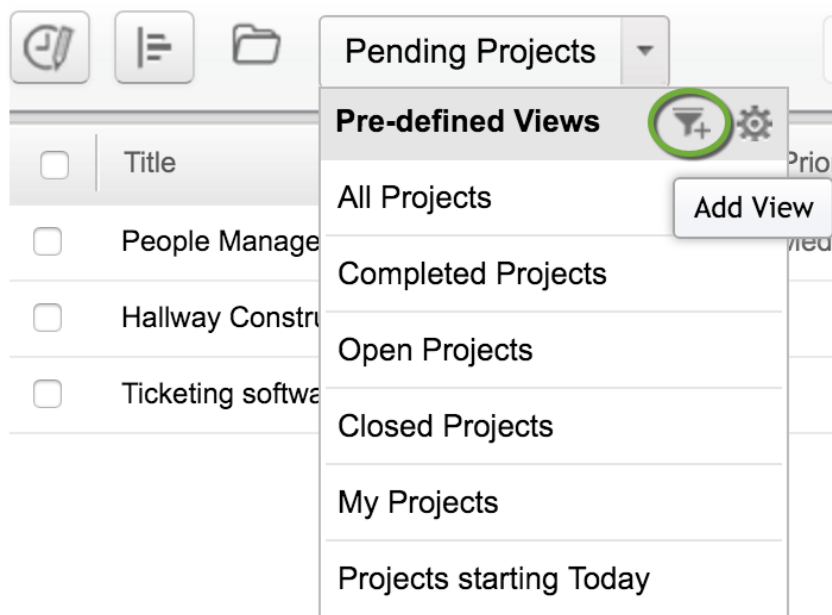 Pending Projects
Pre-defined Views
Title
Prio
All Projects
Add View
People Manage
Completed Projects
Hallway Constru
Open Projects
Ticketing softwa
Closed Projects
My Projects
Projects starting Today